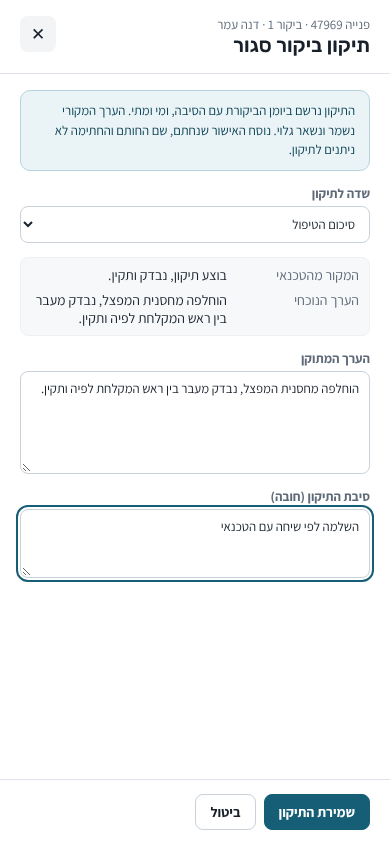 פנייה 47969 · ביקור 1 · דנה עמר
תיקון ביקור סגור
התיקון נרשם ביומן הביקורת עם הסיבה, ומי ומתי. הערך המקורי
נשמר ונשאר גלוי. נוסח האישור שנחתם, שם החותם והחתימה לא
ניתנים לתיקון.
שדה לתיקון
סיכום הטיפול
המקור מהטכנאי
בוצע תיקון, נבדק ותקין.
הערך הנוכחי
הוחלפה מחסנית המפצל, נבדק מעבר
בין ראש המקלחת לפיה ותקין.
הערך המתוקן
הוחלפה מחסנית המפצל, נבדק מעבר בין ראש המקלחת לפיה ותקין.
סיבת התיקון (חובה)
השלמה לפי שיחה עם הטכנאי
שמירת התיקון
ביטול